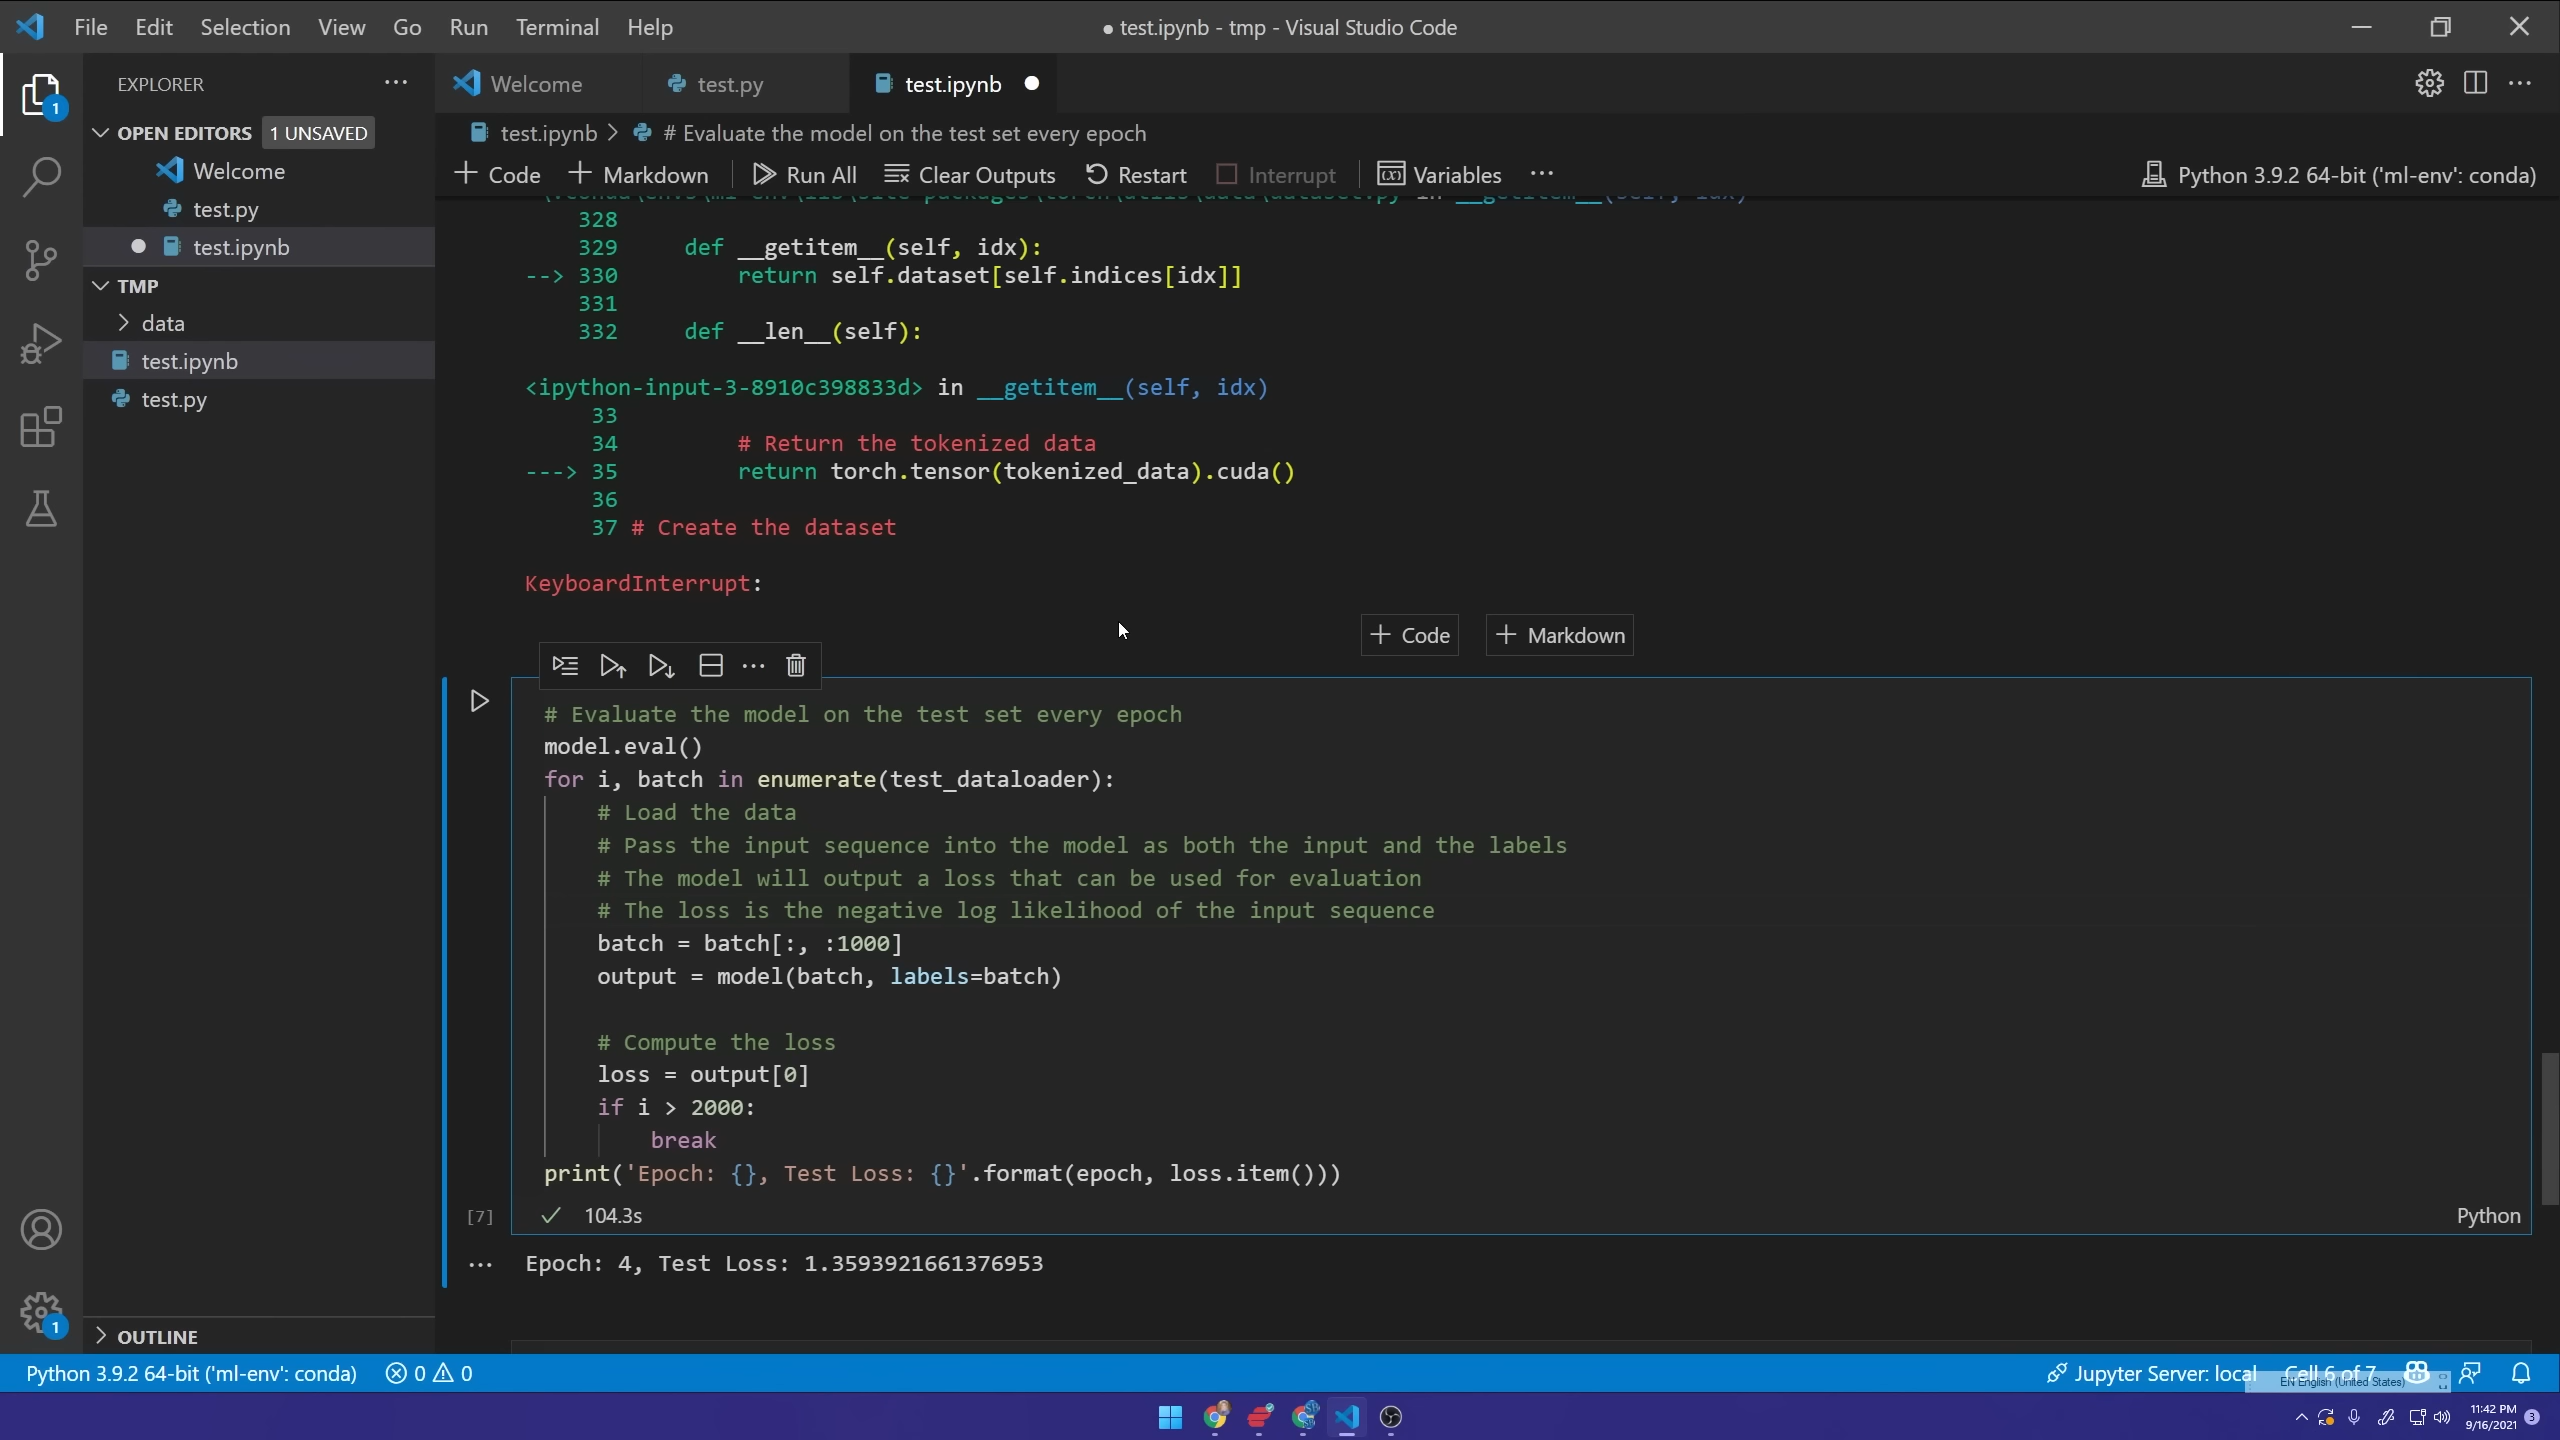 File Edit Selection View Go Run Terminal Help
● test.ipynb - tmp - Visual Studio Code
EXPLORER
Welcome
test.py
test.ipynb
1
OPEN EDITORS 1 UNSAVED
Welcome
test.py
test.ipynb
TMP
data
test.ipynb
test.py
test.ipynb > # Evaluate the model on the test set every epoch
+ Code + Markdown Run All Clear Outputs Restart Interrupt Variables ...
Python 3.9.2 64-bit ('ml-env': conda)
328
329 def __getitem__(self, idx):
--> 330 return self.dataset[self.indices[idx]]
331
332 def __len__(self):
<ipython-input-3-8910c398833d> in __getitem__(self, idx)
33
34 # Return the tokenized data
---> 35 return torch.tensor(tokenized_data).cuda()
36
37 # Create the dataset
KeyboardInterrupt:
+ Code + Markdown
# Evaluate the model on the test set every epoch
model.eval()
for i, batch in enumerate(test_dataloader):
# Load the data
# Pass the input sequence into the model as both the input and the labels
# The model will output a loss that can be used for evaluation
# The loss is the negative log likelihood of the input sequence
batch = batch[:, :1000]
output = model(batch, labels=batch)
# Compute the loss
loss = output[0]
if i > 2000:
break
print('Epoch: {}, Test Loss: {}'.format(epoch, loss.item()))
[7] 104.3s
Python
Epoch: 4, Test Loss: 1.3593921661376953
1
OUTLINE
Python 3.9.2 64-bit ('ml-env': conda) 0 0
Jupyter Server: local Cell 6 of 7
EN English (United States)
11:42 PM
9/16/2021
3